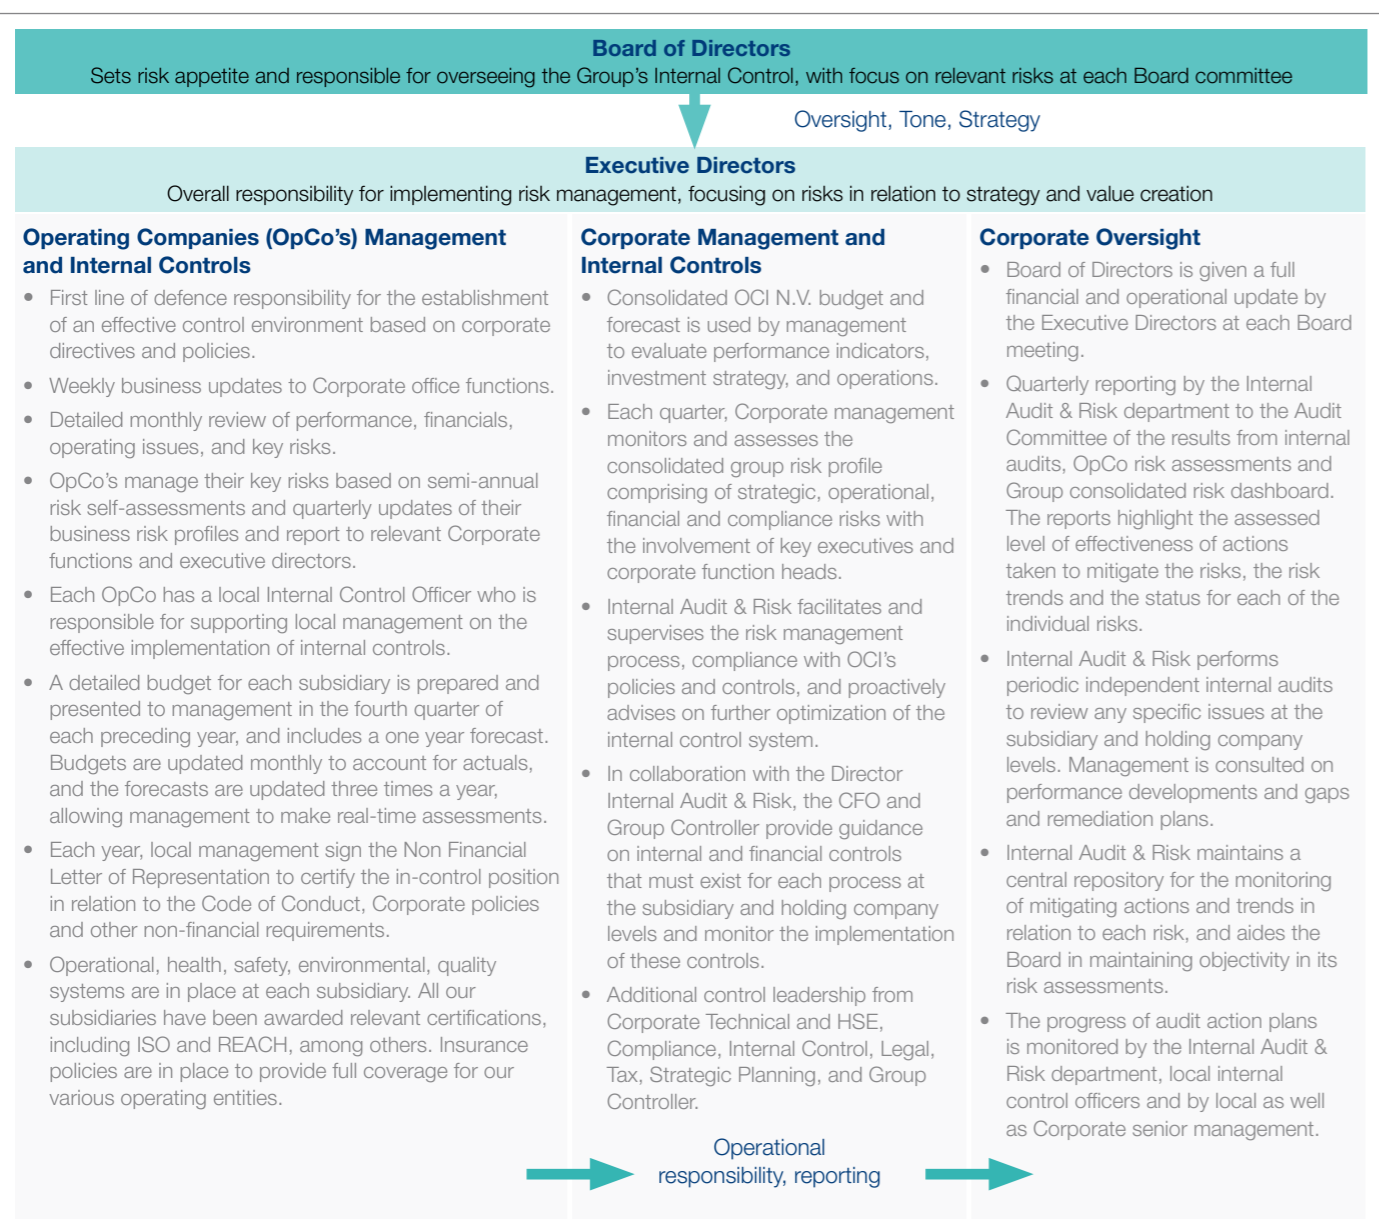 Board of Directors
Sets risk appetite and responsible for overseeing the Group's Internal Control, with focus on relevant risks at each Board committee
Oversight, Tone, Strategy
Executive Directors
Overall responsibility for implementing risk management, focusing on risks in relation to strategy and value creation
Operating Companies (OpCo's) Management
and Internal Controls
• First line of defence responsibility for the establishment
of an effective control environment based on corporate
directives and policies.
• Weekly business updates to Corporate office functions.
• Detailed monthly review of performance, financials,
operating issues, and key risks.
• OpCo's manage their key risks based on semi-annual
risk self-assessments and quarterly updates of their
business risk profiles and report to relevant Corporate
functions and executive directors.
• Each OpCo has a local Internal Control Officer who is
responsible for supporting local management on the
effective implementation of internal controls.
• A detailed budget for each subsidiary is prepared and
presented to management in the fourth quarter of
each preceding year, and includes a one year forecast.
Budgets are updated monthly to account for actuals,
and the forecasts are updated three times a year,
allowing management to make real-time assessments.
• Each year, local management sign the Non Financial
Letter of Representation to certify the in-control position
in relation to the Code of Conduct, Corporate policies
and other non-financial requirements.
• Operational, health, safety, environmental, quality
systems are in place at each subsidiary. All our
subsidiaries have been awarded relevant certifications,
including ISO and REACH, among others. Insurance
policies are in place to provide full coverage for our
various operating entities.
Corporate Management and
Internal Controls
• Consolidated OCI N.V. budget and
forecast is used by management
to evaluate performance indicators,
investment strategy, and operations.
• Each quarter, Corporate management
monitors and assesses the
consolidated group risk profile
comprising of strategic, operational,
financial and compliance risks with
the involvement of key executives and
corporate function heads.
• Internal Audit & Risk facilitates and
supervises the risk management
process, compliance with OCI's
policies and controls, and proactively
advises on further optimization of the
internal control system.
• In collaboration with the Director
Internal Audit & Risk, the CFO and
Group Controller provide guidance
on internal and financial controls
that must exist for each process at
the subsidiary and holding company
levels and monitor the implementation
of these controls.
• Additional control leadership from
Corporate Technical and HSE,
Compliance, Internal Control, Legal,
Tax, Strategic Planning, and Group
Controller.
Corporate Oversight
• Board of Directors is given a full
financial and operational update by
the Executive Directors at each Board
meeting.
• Quarterly reporting by the Internal
Audit & Risk department to the Audit
Committee of the results from internal
audits, OpCo risk assessments and
Group consolidated risk dashboard.
The reports highlight the assessed
level of effectiveness of actions
taken to mitigate the risks, the risk
trends and the status for each of the
individual risks.
• Internal Audit & Risk performs
periodic independent internal audits
to review any specific issues at the
subsidiary and holding company
levels. Management is consulted on
performance developments and gaps
and remediation plans.
• Internal Audit & Risk maintains a
central repository for the monitoring
of mitigating actions and trends in
relation to each risk, and aides the
Board in maintaining objectivity in its
risk assessments.
• The progress of audit action plans
is monitored by the Internal Audit &
Risk department, local internal
control officers and by local as well
as Corporate senior management.
Operational
responsibility, reporting